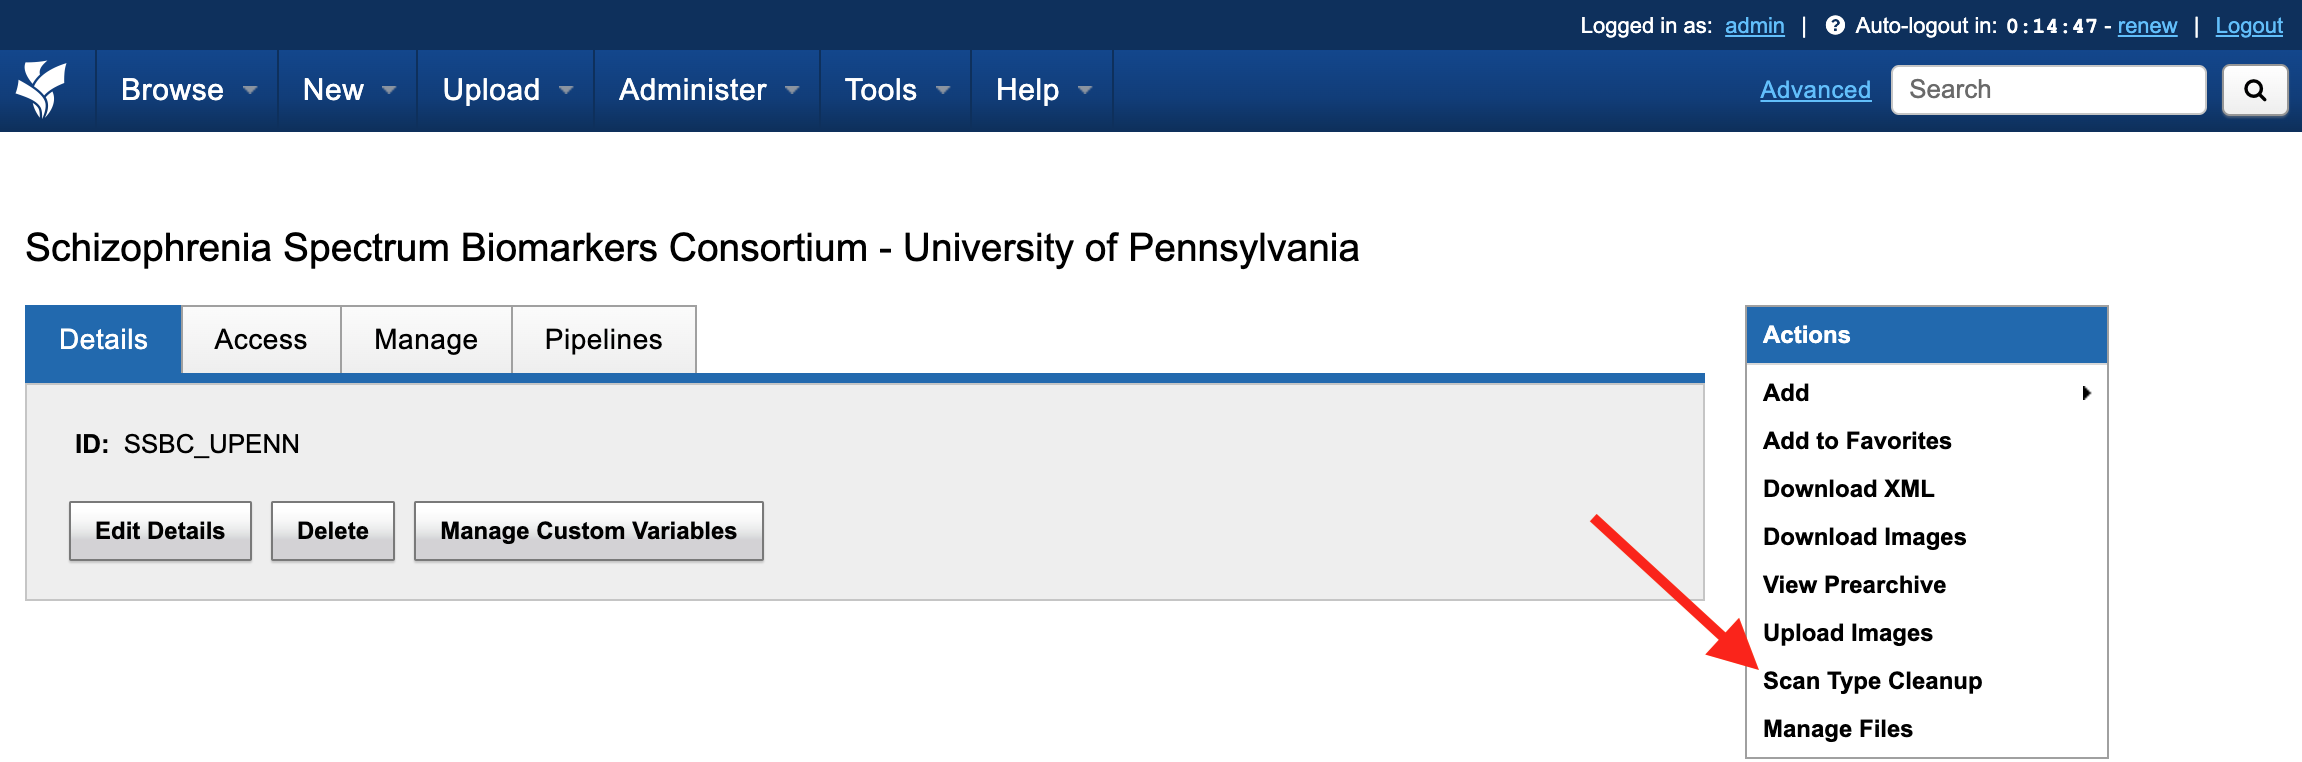 Logged in as: admin | ? Auto-logout in: 0:14:47 - renew | Logout
Browse New Upload Administer Tools Help Advanced Search
Schizophrenia Spectrum Biomarkers Consortium - University of Pennsylvania
Details Access Manage Pipelines
ID: SSBC_UPENN
Edit Details Delete Manage Custom Variables
Actions
Add
Add to Favorites
Download XML
Download Images
View Prearchive
Upload Images
Scan Type Cleanup
Manage Files